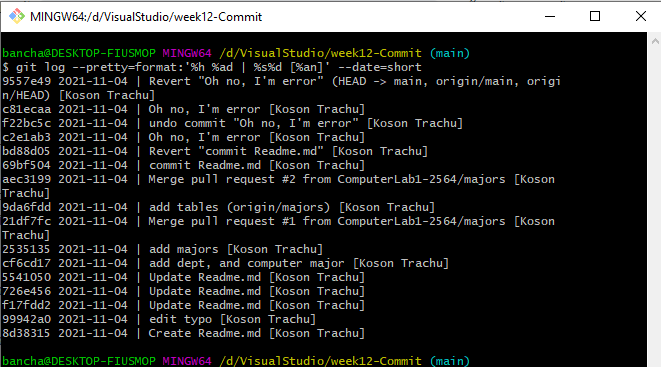 MINGW64:/d/VisualStudio/week12-Commit
bancha@DESKTOP-FIUSMOP MINGW64 /d/VisualStudio/week12-Commit (main)
$ git log --pretty=format:'%h %ad | %s%d [%an]' --date=short
9557e49 2021-11-04 | Revert "Oh no, I'm error" (HEAD -> main, origin/main, origi
n/HEAD) [Koson Trachu]
c81ecaa 2021-11-04 | Oh no, I'm error [Koson Trachu]
f22bc5c 2021-11-04 | undo commit "Oh no, I'm error" [Koson Trachu]
c2e1ab3 2021-11-04 | Oh no, I'm error [Koson Trachu]
bd88d05 2021-11-04 | Revert "commit Readme.md" [Koson Trachu]
69bf504 2021-11-04 | commit Readme.md [Koson Trachu]
aec3199 2021-11-04 | Merge pull request #2 from ComputerLab1-2564/majors [Koson
Trachu]
9da6fdd 2021-11-04 | add tables (origin/majors) [Koson Trachu]
21df7fc 2021-11-04 | Merge pull request #1 from ComputerLab1-2564/majors [Koson
Trachu]
2535135 2021-11-04 | add majors [Koson Trachu]
cf6cd17 2021-11-04 | add dept, and computer major [Koson Trachu]
5541050 2021-11-04 | Update Readme.md [Koson Trachu]
726e456 2021-11-04 | Update Readme.md [Koson Trachu]
f17fdd2 2021-11-04 | Update Readme.md [Koson Trachu]
99942a0 2021-11-04 | edit typo [Koson Trachu]
8d38315 2021-11-04 | Create Readme.md [Koson Trachu]
bancha@DESKTOP-FIUSMOP MINGW64 /d/VisualStudio/week12-Commit (main)